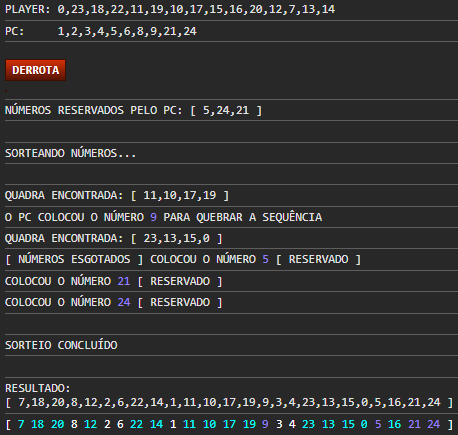 PLAYER: 0,23,18,22,11,19,10,17,15,16,20,12,7,13,14
PC: 1,2,3,4,5,6,8,9,21,24
DERROTA
NÚMEROS RESERVADOS PELO PC: [ 5,24,21 ]
SORTEANDO NÚMEROS...
QUADRA ENCONTRADA: [ 11,10,17,19 ]
O PC COLOCOU O NÚMERO 9 PARA QUEBRAR A SEQUÊNCIA
QUADRA ENCONTRADA: [ 23,13,15,0 ]
[ NÚMEROS ESGOTADOS ] COLOCOU O NÚMERO 5 [ RESERVADO ]
COLOCOU O NÚMERO 21 [ RESERVADO ]
COLOCOU O NÚMERO 24 [ RESERVADO ]
SORTEIO CONCLUÍDO
RESULTADO:
[ 7,18,20,8,12,2,6,22,14,1,11,10,17,19,9,3,4,23,13,15,0,5,16,21,24 ]
[ 7 18 20 8 12 2 6 22 14 1 11 10 17 19 9 3 4 23 13 15 0 5 16 21 24 ]